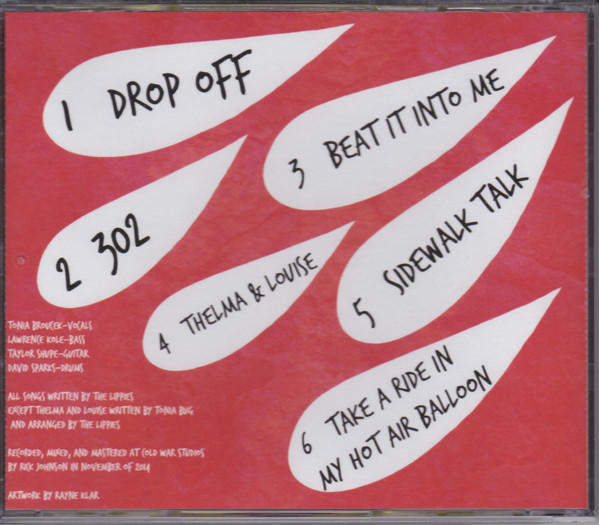 1 DROP OFF
2 302
3 BEAT IT INTO ME
4 THELMA & LOUISE
5 SIDEWALK TALK
6 TAKE A RIDE IN
MY HOT AIR BALLOON
TONIA BROUCEK-VOCALS
LAWRENCE KOLE-BASS
TAYLOR SHUPE-GUITAR
DAVID SPARKS-DRUMS
ALL SONGS WRITTEN BY THE LIPPIES
EXCEPT THELMA AND LOUISE WRITTEN BY TONIA BUG
AND ARRANGED BY THE LIPPIES
RECORDED, MIXED, AND MASTERED AT COLD WAR STUDIOS
BY RICK JOHNSON IN NOVEMBER OF 2014
ARTWORK BY RAYNE KLAR